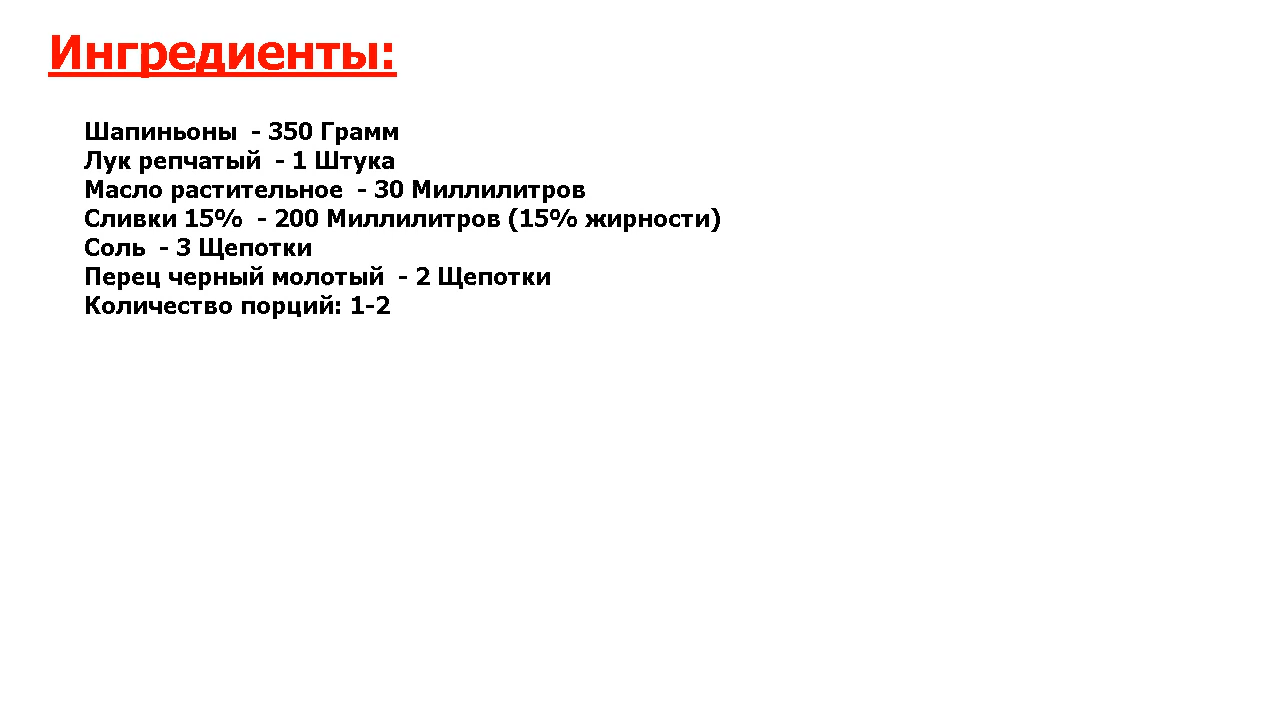 Ингредиенты:
Шапиньоны - 350 Грамм
Лук репчатый - 1 Штука
Масло растительное - 30 Миллилитров
Сливки 15% - 200 Миллилитров (15% жирности)
Соль - 3 Щепотки
Перец черный молотый - 2 Щепотки
Количество порций: 1-2